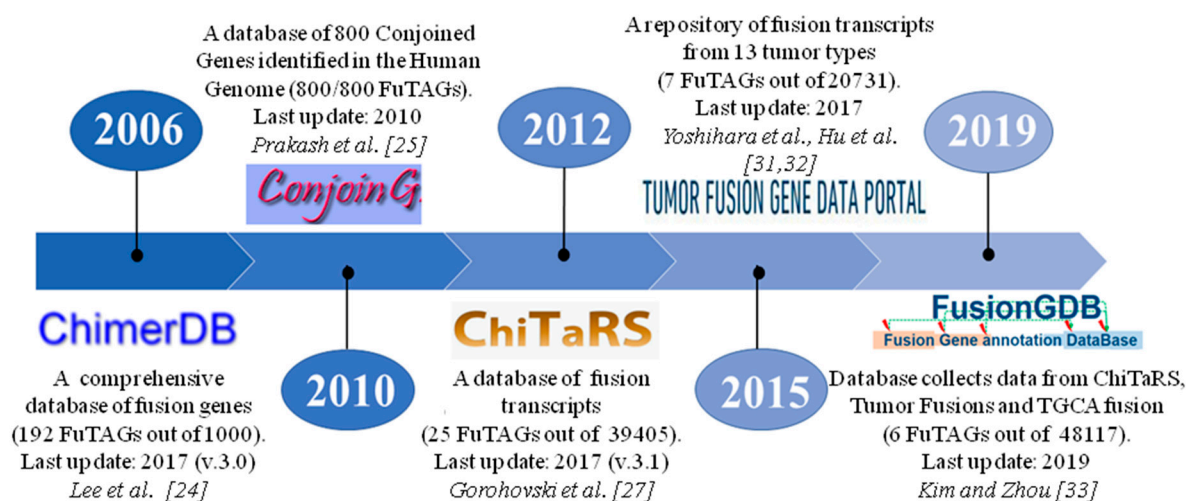 2006
ChimerDB
A comprehensive
database of fusion genes
(192 FuTAGs out of 1000).
Last update: 2017 (v.3.0)
Lee et al. [24]
A database of 800 Conjoined
Genes identified in the Human
Genome (800/800 FuTAGs).
Last update: 2010
Prakash et al. [25]
ConjoinG
2010
2012
ChiTaRS
A database of fusion
transcripts
(25 FuTAGs out of 39405).
Last update: 2017 (v.3.1)
Gorohovski et al. [27]
A repository of fusion transcripts
from 13 tumor types
(7 FuTAGs out of 20731).
Last update: 2017
Yoshihara et al., Hu et al.
[31,32]
TUMOR FUSION GENE DATA PORTAL
2015
2019
FusionGDB
Fusion Gene annotation DataBase
Database collects data from ChiTaRS,
Tumor Fusions and TGCA fusion
(6 FuTAGs out of 48117).
Last update: 2019
Kim and Zhou [33]